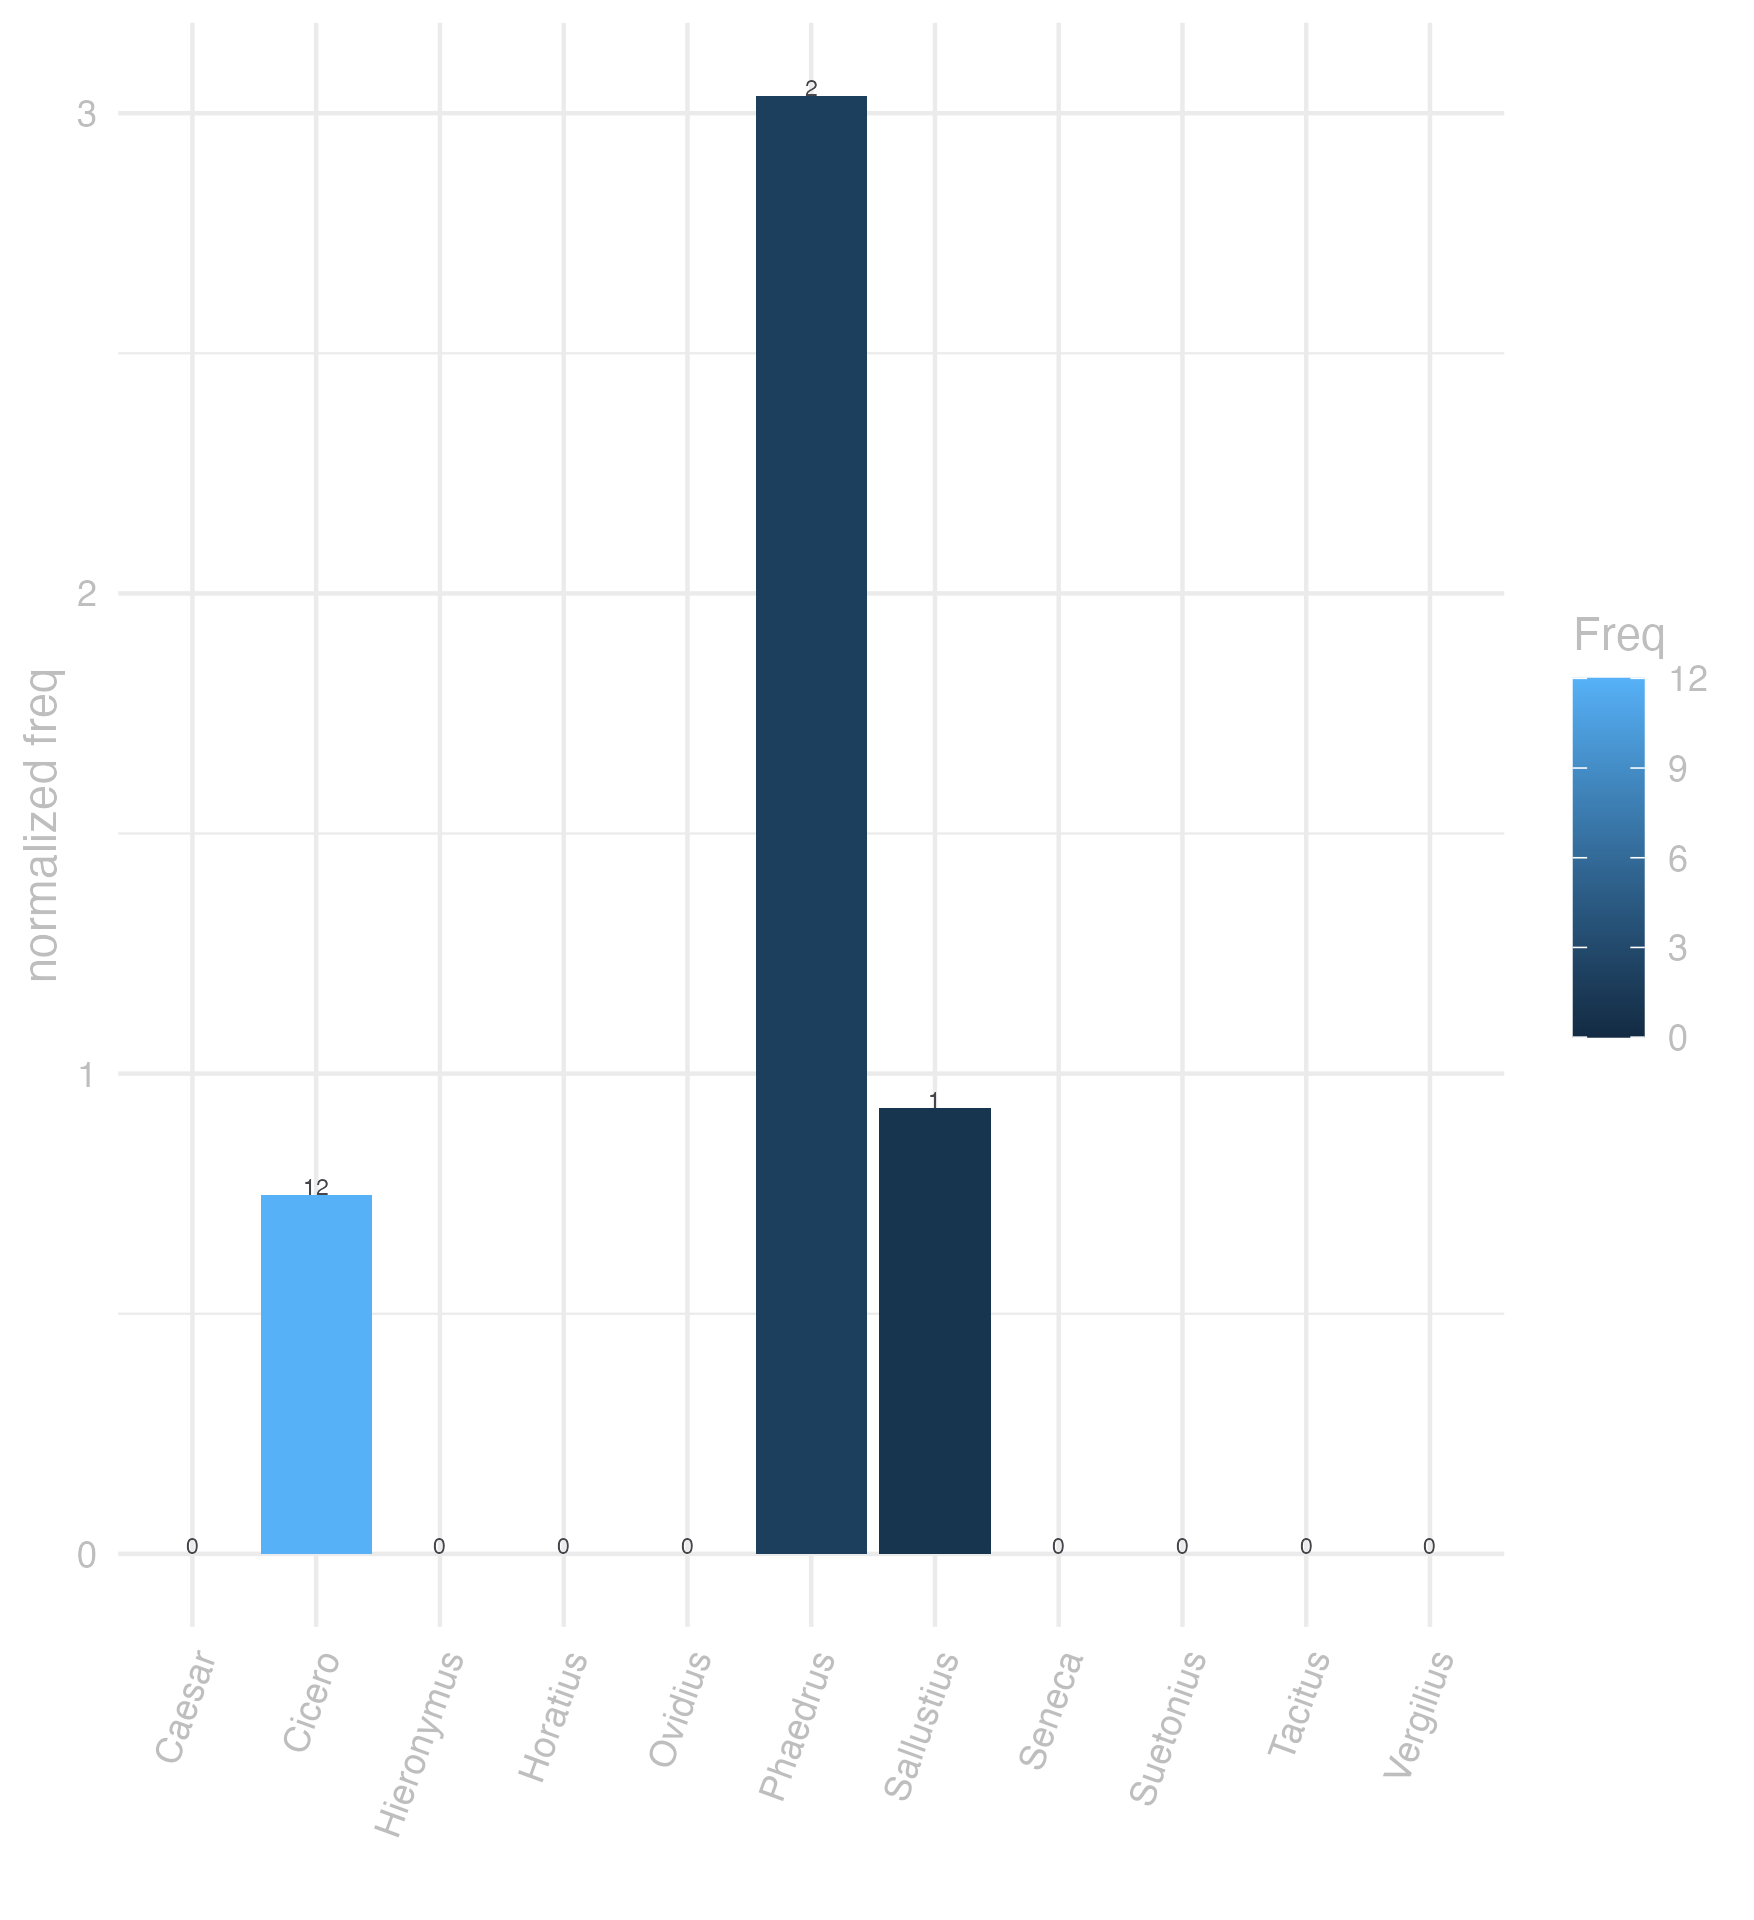 normalized freq
3
2
1
0
2
1
12
0
0
0
0
0
0
0
0
Caesar
Cicero
Hieronymus
Horatius
Ovidius
Phaedrus
Sallustius
Seneca
Suetonius
Tacitus
Vergilius
Freq
12
9
6
3
0